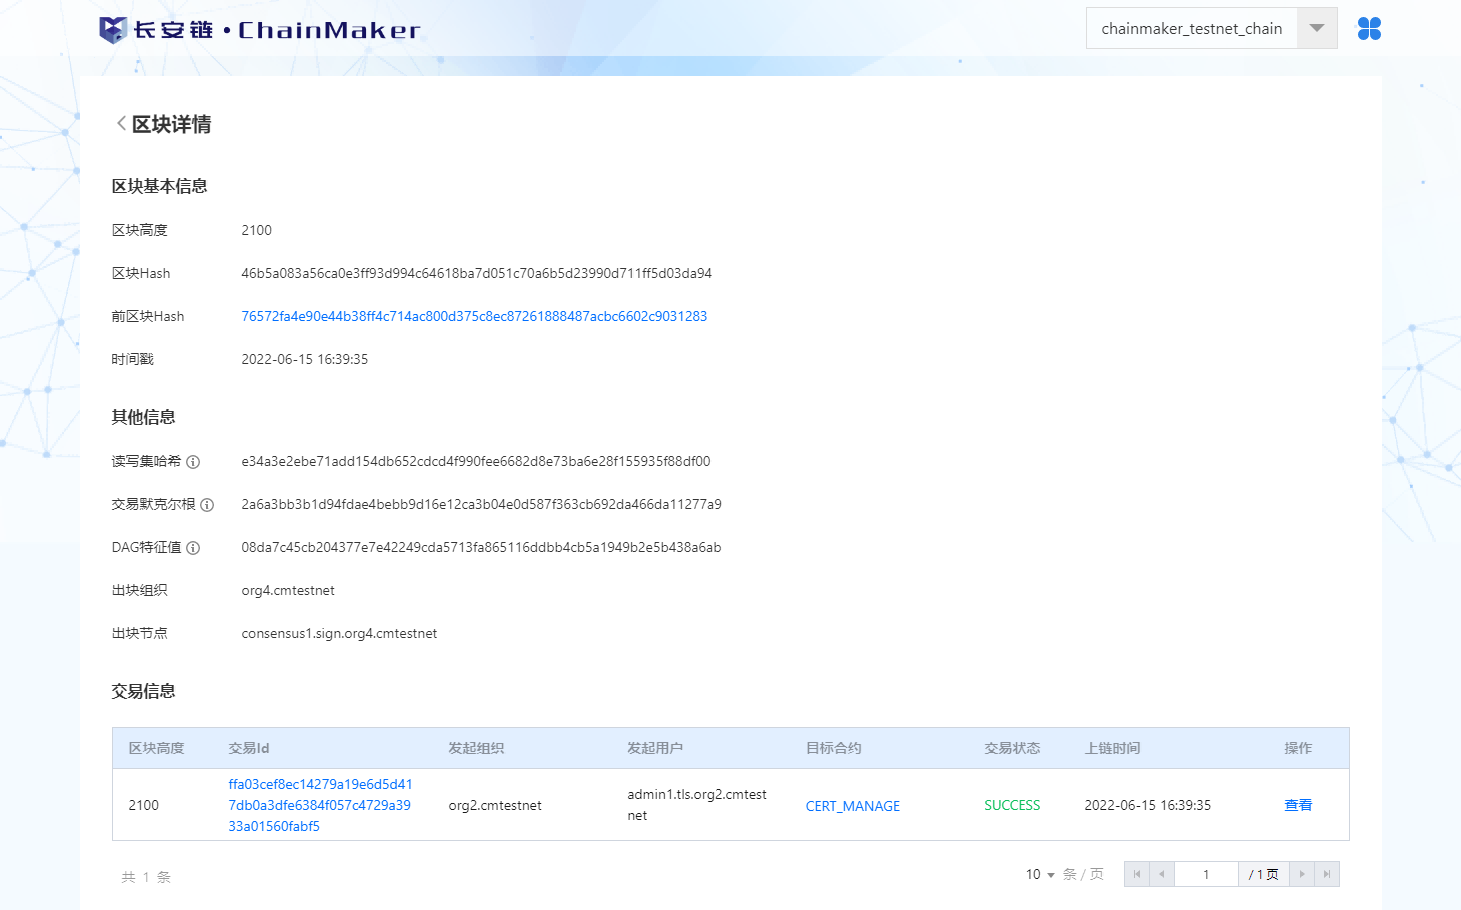 长安链·ChainMaker
chainmaker_testnet_chain
区块详情
区块基本信息
区块高度 2100
区块Hash 46b5a083a56ca0e3ff93d994c64618ba7d051c70a6b5d23990d711ff5d03da94
前区块Hash 76572fa4e90e44b38ff4c714ac800d375c8ec87261888487acbc6602c9031283
时间戳 2022-06-15 16:39:35
其他信息
读写集哈希 e34a3e2ebe71add154db652cdcd4f990fee6682d8e73ba6e28f155935f88df00
交易默克尔根 2a6a3bb3b1d94fdae4bebb9d16e12ca3b04e0d587f363cb692da466da11277a9
DAG特征值 08da7c45cb204377e7e42249cda5713fa865116ddbb4cb5a1949b2e5b438a6ab
出块组织 org4.cmtestnet
出块节点 consensus1.sign.org4.cmtestnet
交易信息
区块高度 交易Id 发起组织 发起用户 目标合约 交易状态 上链时间 操作
2100 ffa03cef8ec14279a19e6d5d41
7db0a3dfe6384f057c4729a39
33a01560fabf5 org2.cmtestnet admin1.tls.org2.cmtest
net CERT_MANAGE SUCCESS 2022-06-15 16:39:35 查看
共 1 条 10 条 / 页 1 / 1 页